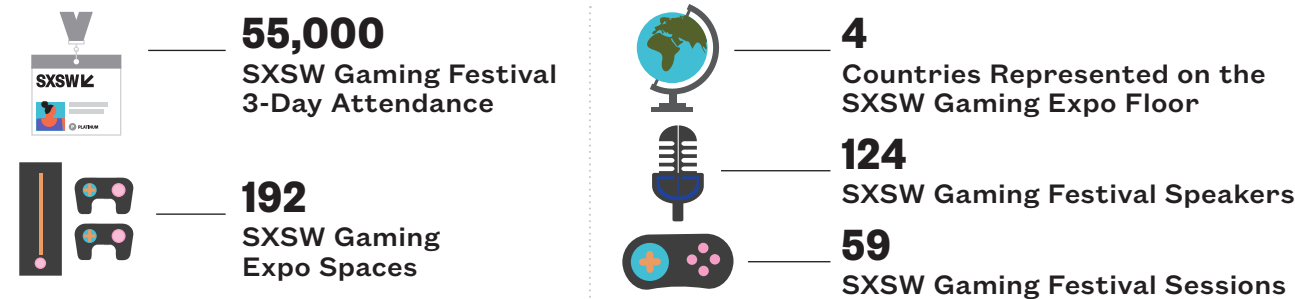 SXSW
PLATINUM
55,000
SXSW Gaming Festival
3-Day Attendance
192
SXSW Gaming
Expo Spaces
4
Countries Represented on the
SXSW Gaming Expo Floor
124
SXSW Gaming Festival Speakers
59
SXSW Gaming Festival Sessions